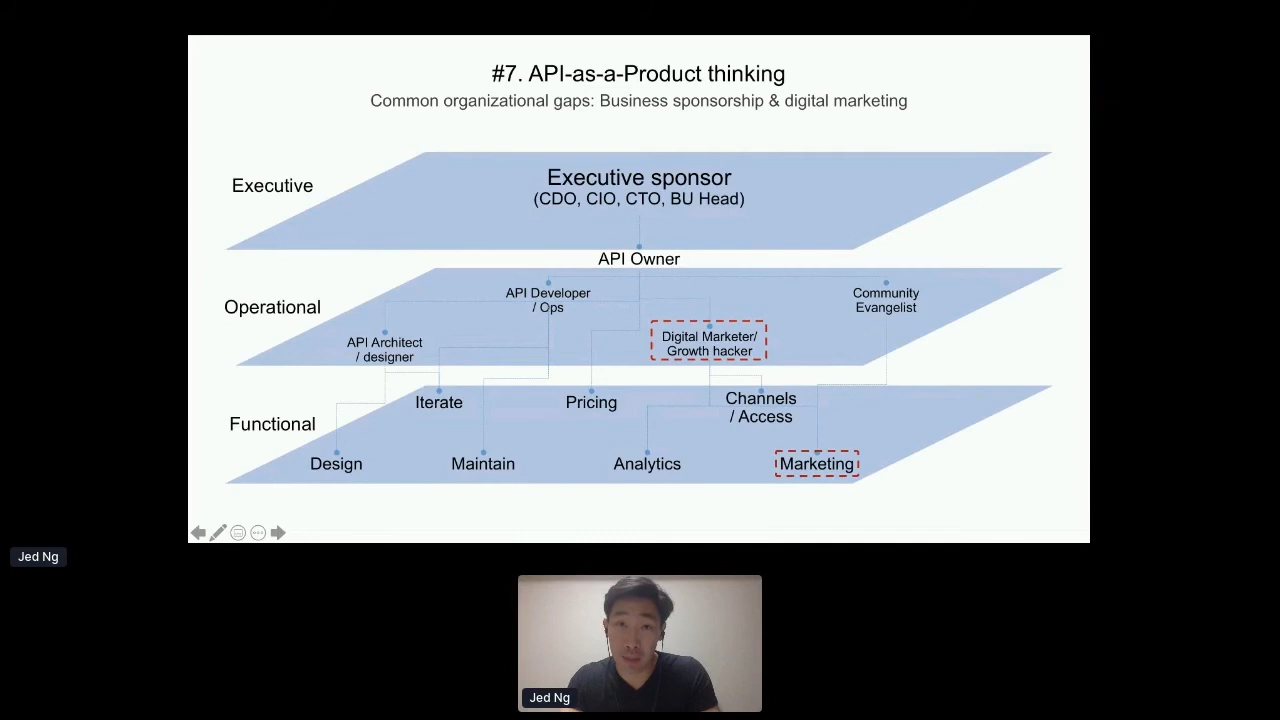 #7. API-as-a-Product thinking
Common organizational gaps: Business sponsorship & digital marketing
Executive
Executive sponsor
(CDO, CIO, CTO, BU Head)
API Owner
Operational
API Developer
/ Ops
Community
Evangelist
API Architect
/ designer
Digital Marketer/
Growth hacker
Functional
Iterate
Pricing
Channels
/ Access
Design
Maintain
Analytics
Marketing
Jed Ng
Jed Ng